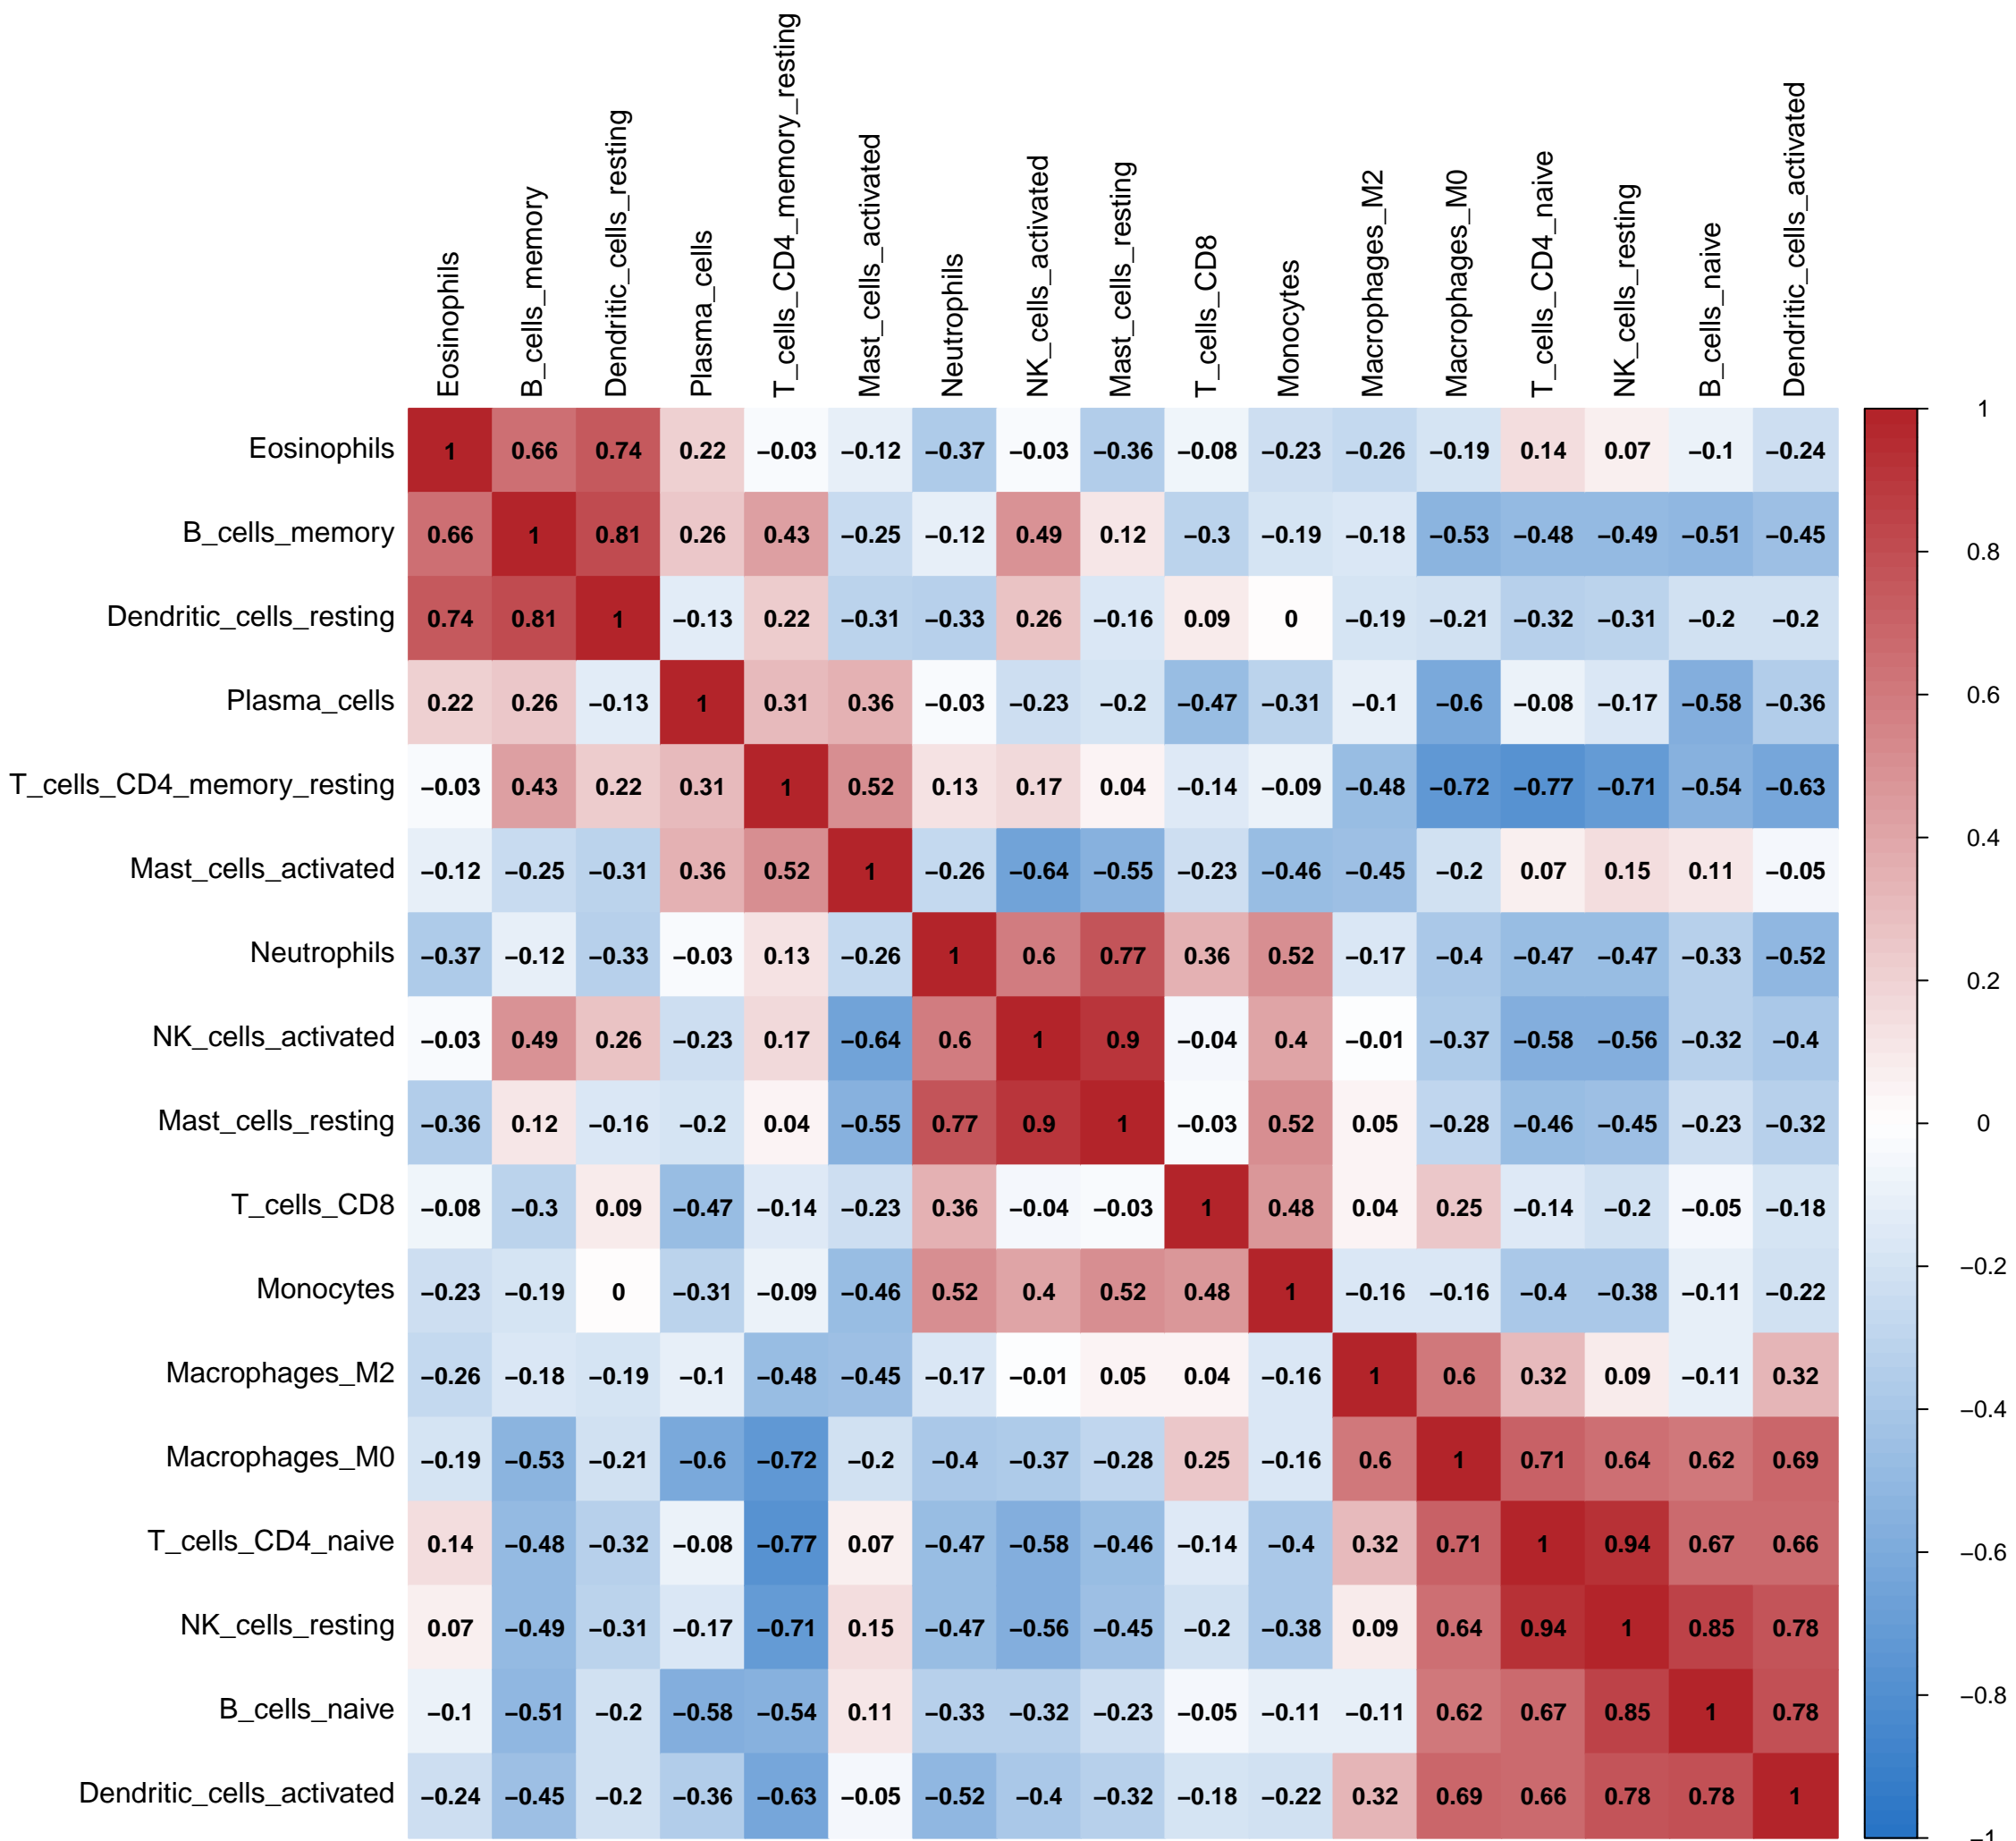 Eosinophils
B_cells_memory
Dendritic_cells_resting
Plasma_cells
T_cells_CD4_memory_resting
Mast_cells_activated
Neutrophils
NK_cells_activated
Mast_cells_resting
T_cells_CD8
Monocytes
Macrophages_M2
Macrophages_M0
T_cells_CD4_naive
NK_cells_resting
B_cells_naive
Dendritic_cells_activated
Eosinophils 1 0.66 0.74 0.22 −0.03 −0.12 −0.37 −0.03 −0.36 −0.08 −0.23 −0.26 −0.19 0.14 0.07 −0.1 −0.24
B_cells_memory 0.66 1 0.81 0.26 0.43 −0.25 −0.12 0.49 0.12 −0.3 −0.19 −0.18 −0.53 −0.48 −0.49 −0.51 −0.45
Dendritic_cells_resting 0.74 0.81 1 −0.13 0.22 −0.31 −0.33 0.26 −0.16 0.09 0 −0.19 −0.21 −0.32 −0.31 −0.2 −0.2
Plasma_cells 0.22 0.26 −0.13 1 0.31 0.36 −0.03 −0.23 −0.2 −0.47 −0.31 −0.1 −0.6 −0.08 −0.17 −0.58 −0.36
T_cells_CD4_memory_resting −0.03 0.43 0.22 0.31 1 0.52 0.13 0.17 0.04 −0.14 −0.09 −0.48 −0.72 −0.77 −0.71 −0.54 −0.63
Mast_cells_activated −0.12 −0.25 −0.31 0.36 0.52 1 −0.26 −0.64 −0.55 −0.23 −0.46 −0.45 −0.2 0.07 0.15 0.11 −0.05
Neutrophils −0.37 −0.12 −0.33 −0.03 0.13 −0.26 1 0.6 0.77 0.36 0.52 −0.17 −0.4 −0.47 −0.47 −0.33 −0.52
NK_cells_activated −0.03 0.49 0.26 −0.23 0.17 −0.64 0.6 1 0.9 −0.04 0.4 −0.01 −0.37 −0.58 −0.56 −0.32 −0.4
Mast_cells_resting −0.36 0.12 −0.16 −0.2 0.04 −0.55 0.77 0.9 1 −0.03 0.52 0.05 −0.28 −0.46 −0.45 −0.23 −0.32
T_cells_CD8 −0.08 −0.3 0.09 −0.47 −0.14 −0.23 0.36 −0.04 −0.03 1 0.48 0.04 0.25 −0.14 −0.2 −0.05 −0.18
Monocytes −0.23 −0.19 0 −0.31 −0.09 −0.46 0.52 0.4 0.52 0.48 1 −0.16 −0.16 −0.4 −0.38 −0.11 −0.22
Macrophages_M2 −0.26 −0.18 −0.19 −0.1 −0.48 −0.45 −0.17 −0.01 0.05 0.04 −0.16 1 0.6 0.32 0.09 −0.11 0.32
Macrophages_M0 −0.19 −0.53 −0.21 −0.6 −0.72 −0.2 −0.4 −0.37 −0.28 0.25 −0.16 0.6 1 0.71 0.64 0.62 0.69
T_cells_CD4_naive 0.14 −0.48 −0.32 −0.08 −0.77 0.07 −0.47 −0.58 −0.46 −0.14 −0.4 0.32 0.71 1 0.94 0.67 0.66
NK_cells_resting 0.07 −0.49 −0.31 −0.17 −0.71 0.15 −0.47 −0.56 −0.45 −0.2 −0.38 0.09 0.64 0.94 1 0.85 0.78
B_cells_naive −0.1 −0.51 −0.2 −0.58 −0.54 0.11 −0.33 −0.32 −0.23 −0.05 −0.11 −0.11 0.62 0.67 0.85 1 0.78
Dendritic_cells_activated −0.24 −0.45 −0.2 −0.36 −0.63 −0.05 −0.52 −0.4 −0.32 −0.18 −0.22 0.32 0.69 0.66 0.78 0.78 1
1
0.8
0.6
0.4
0.2
0
−0.2
−0.4
−0.6
−0.8
−1